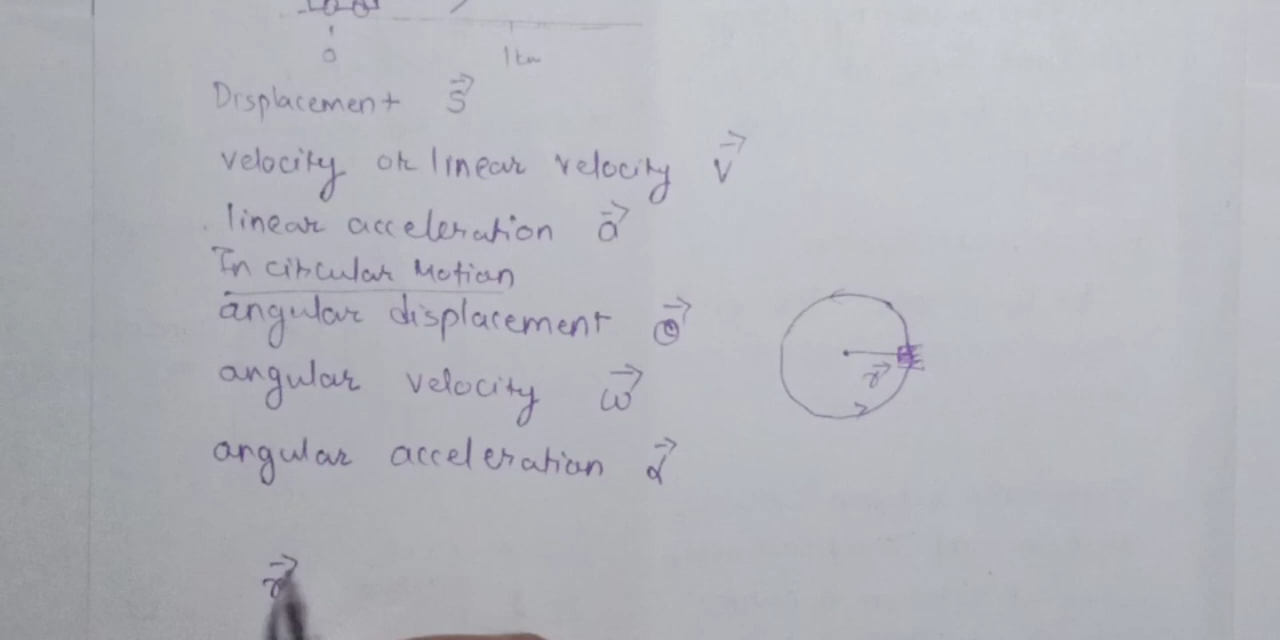 0 1km
Displacement s⃗
velocity or linear velocity v⃗
linear acceleration a⃗
In circular Motion
angular displacement θ⃗
r⃗
angular velocity ω⃗
angular acceleration α⃗
r⃗